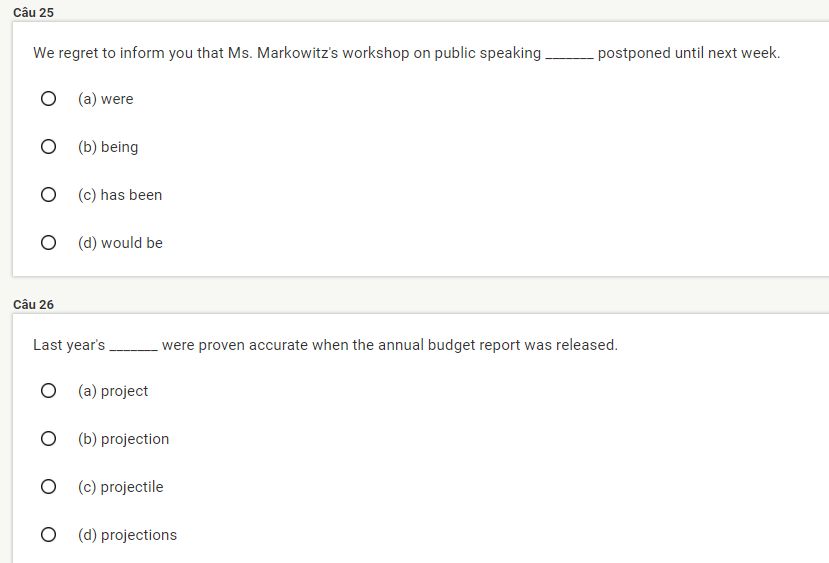 Câu 25
We regret to inform you that Ms. Markowitz's workshop on public speaking _______ postponed until next week.
(a) were
(b) being
(c) has been
(d) would be
Câu 26
Last year's _______ were proven accurate when the annual budget report was released.
(a) project
(b) projection
(c) projectile
(d) projections